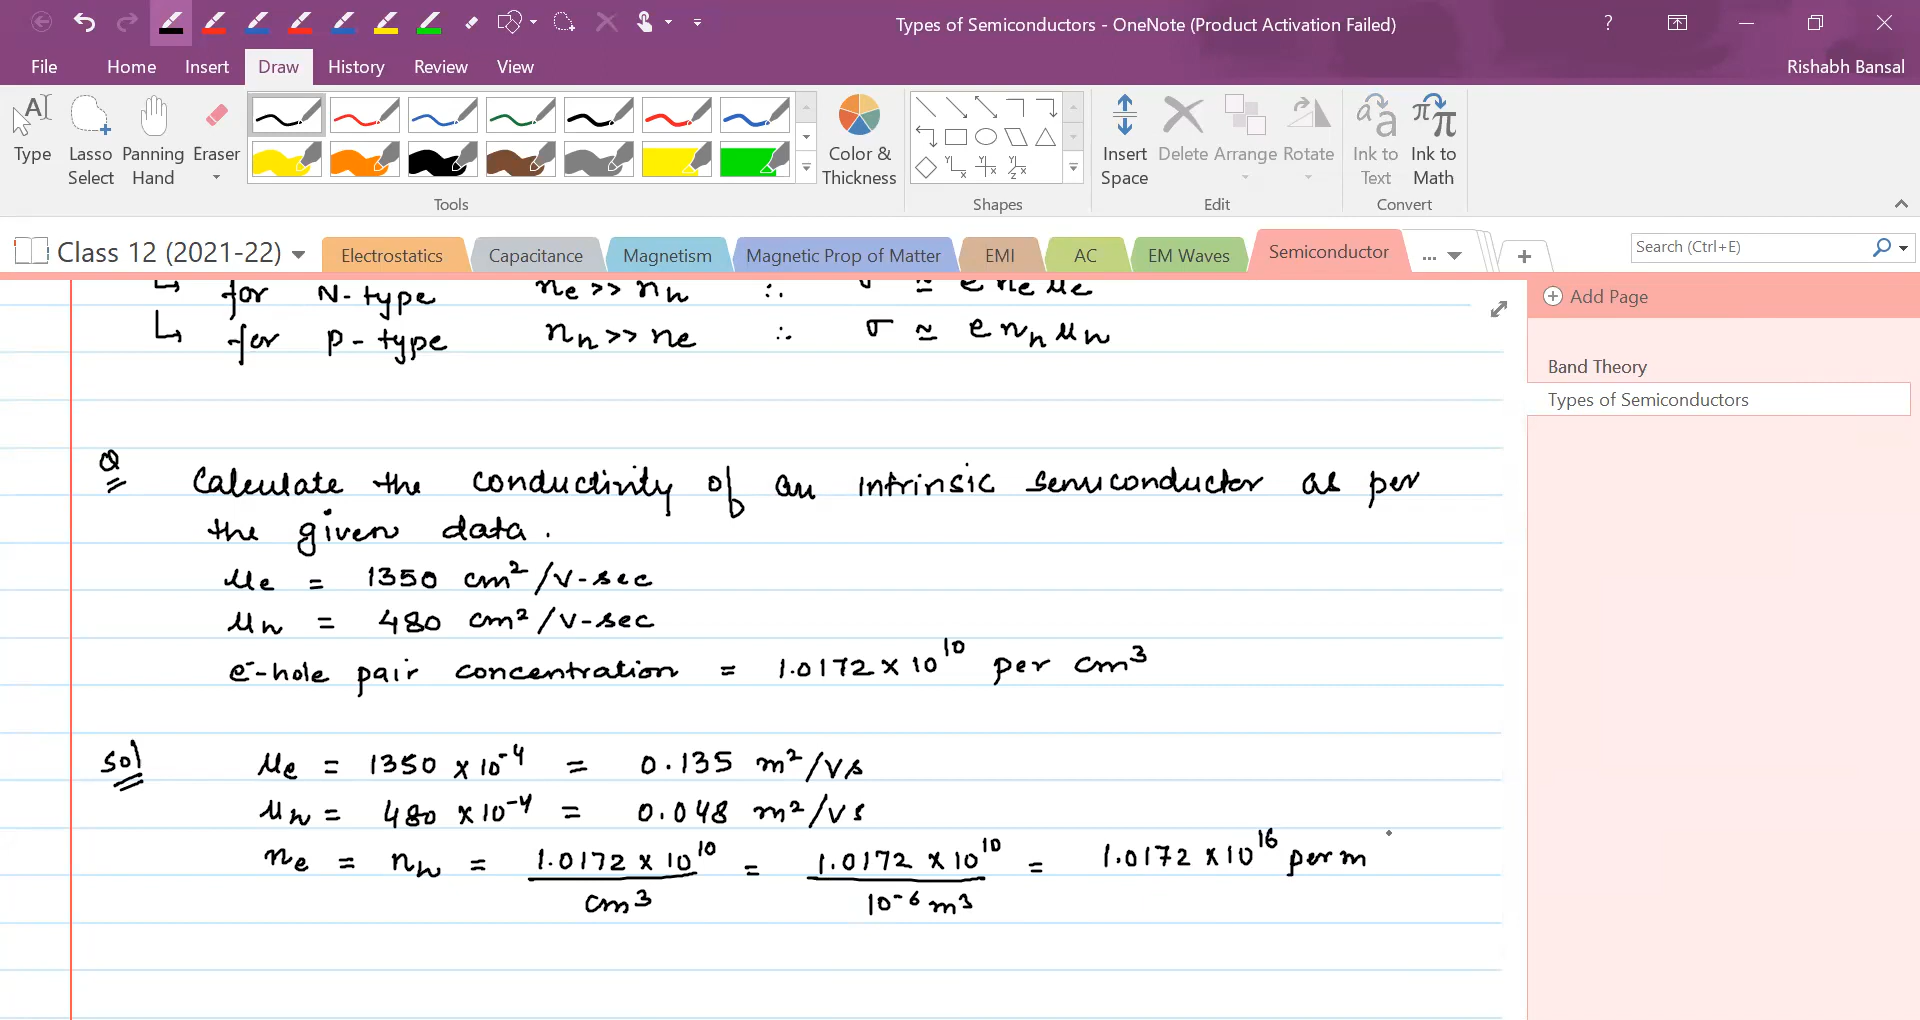 Types of Semiconductors - OneNote (Product Activation Failed)
?
File Home Insert Draw History Review View
Rishabh Bansal
Type
Lasso Select
Panning Hand
Eraser
Color & Thickness
Insert Space
Delete
Arrange
Rotate
Ink to Text
Ink to Math
Tools
Shapes
Edit
Convert
Class 12 (2021-22)
Electrostatics Capacitance Magnetism Magnetic Prop of Matter EMI AC EM Waves Semiconductor ...
Search (Ctrl+E)
Add Page
Band Theory
Types of Semiconductors
↳ for N-type nₑ >> nₕ ∴ σ ≃ e nₑ μₑ
↳ for P-type nₕ >> nₑ ∴ σ ≃ e nₕ μₕ
Q Calculate the conductivity of an intrinsic semiconductor as per
the given data.
μₑ = 1350 cm²/V-sec
μₕ = 480 cm²/V-sec
e⁻-hole pair concentration = 1.0172 × 10¹⁰ per cm³
Sol μₑ = 1350 × 10⁻⁴ = 0.135 m²/Vs
μₕ = 480 × 10⁻⁴ = 0.048 m²/Vs
nₑ = nₕ = 1.0172 × 10¹⁰ / cm³ = 1.0172 × 10¹⁰ / 10⁻⁶ m³ = 1.0172 × 10¹⁶ per m